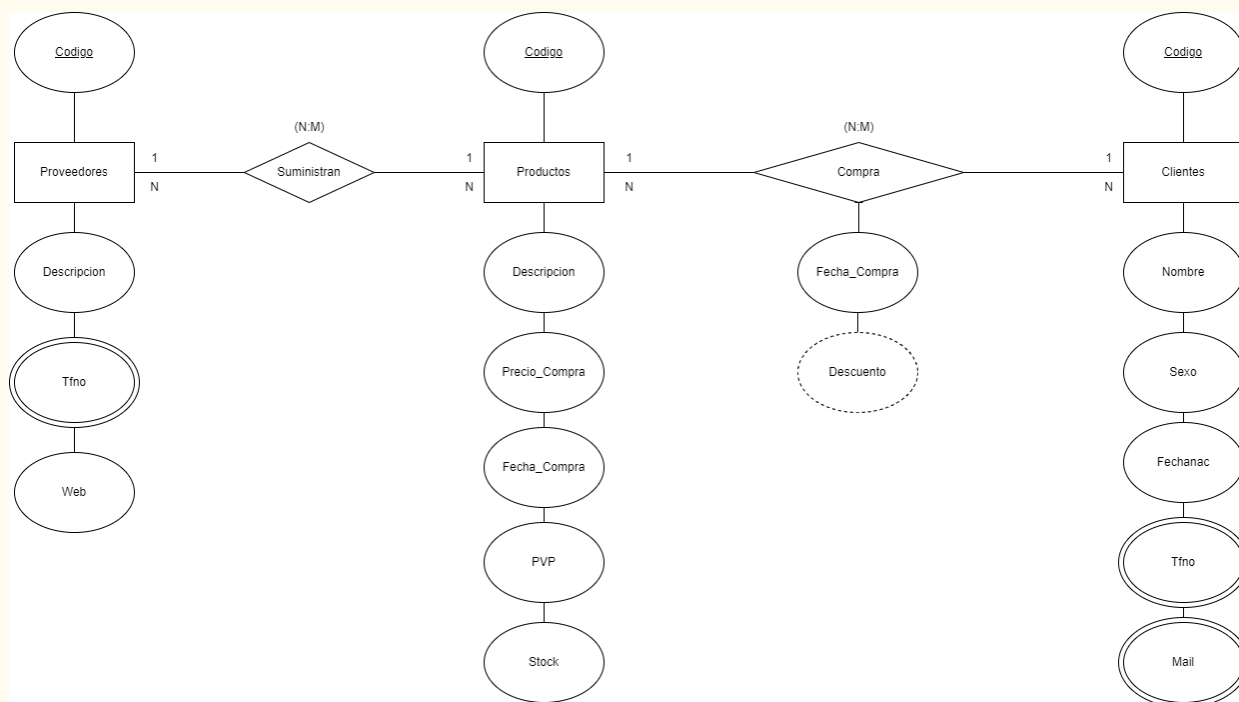 Codigo
Codigo
Codigo
(N:M)
(N:M)
Proveedores
1
N
Suministran
1
N
Productos
1
N
Compra
1
N
Clientes
Descripcion
Descripcion
Fecha_Compra
Nombre
Tfno
Precio_Compra
Descuento
Sexo
Fecha_Compra
Fechanac
Web
PVP
Tfno
Stock
Mail